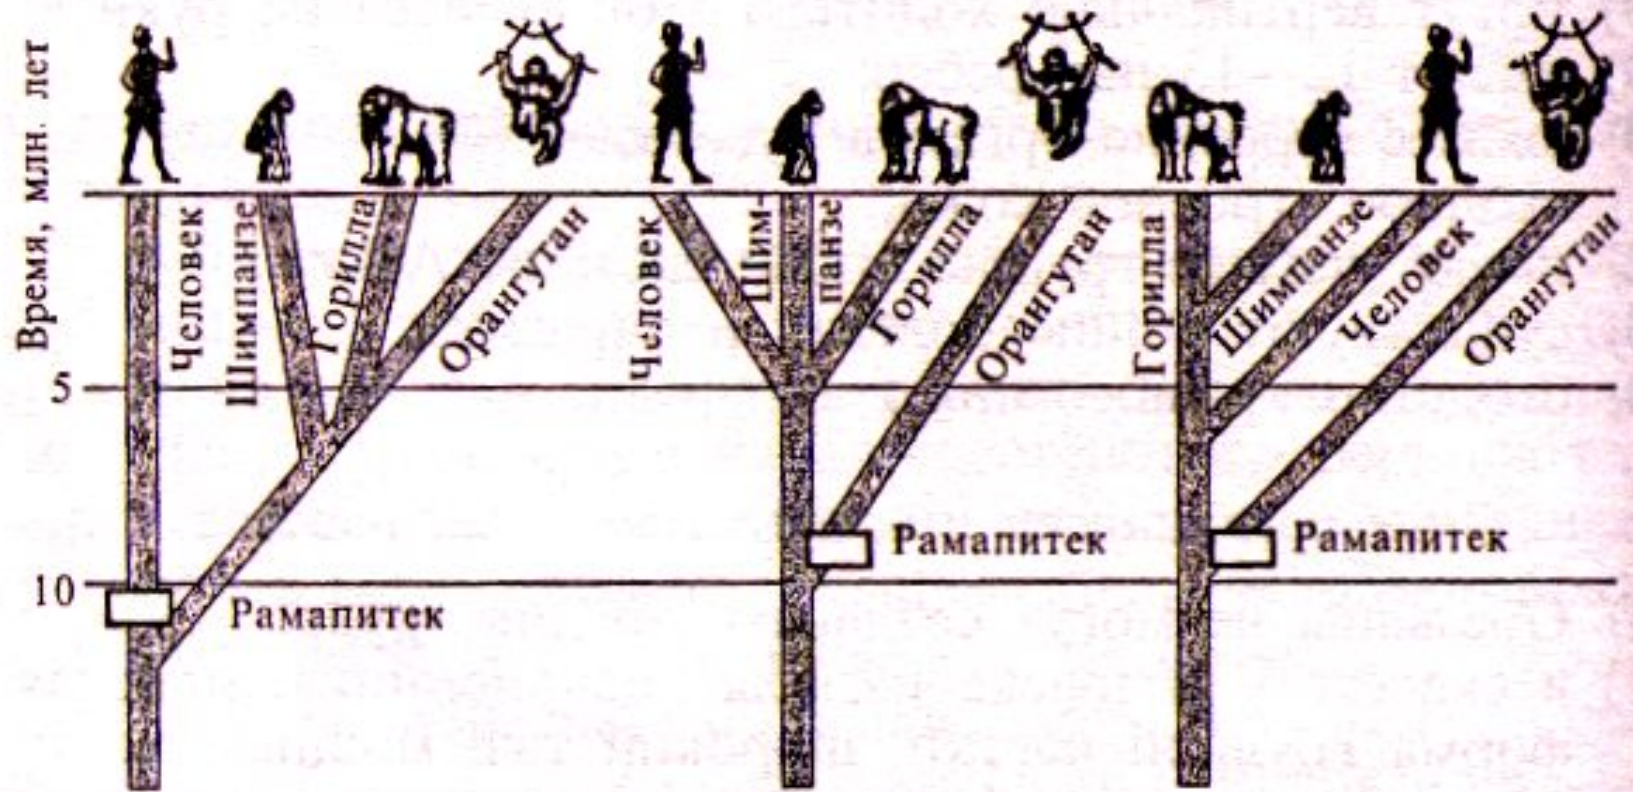 Время, млн. лет
Человек
Шимпанзе
Горилла
Орангутан
Человек
Шим-
панзе
Горилла
Орангутан
Горилла
Шимпанзе
Человек
Орангутан
5
Рамапитек
Рамапитек
10
Рамапитек